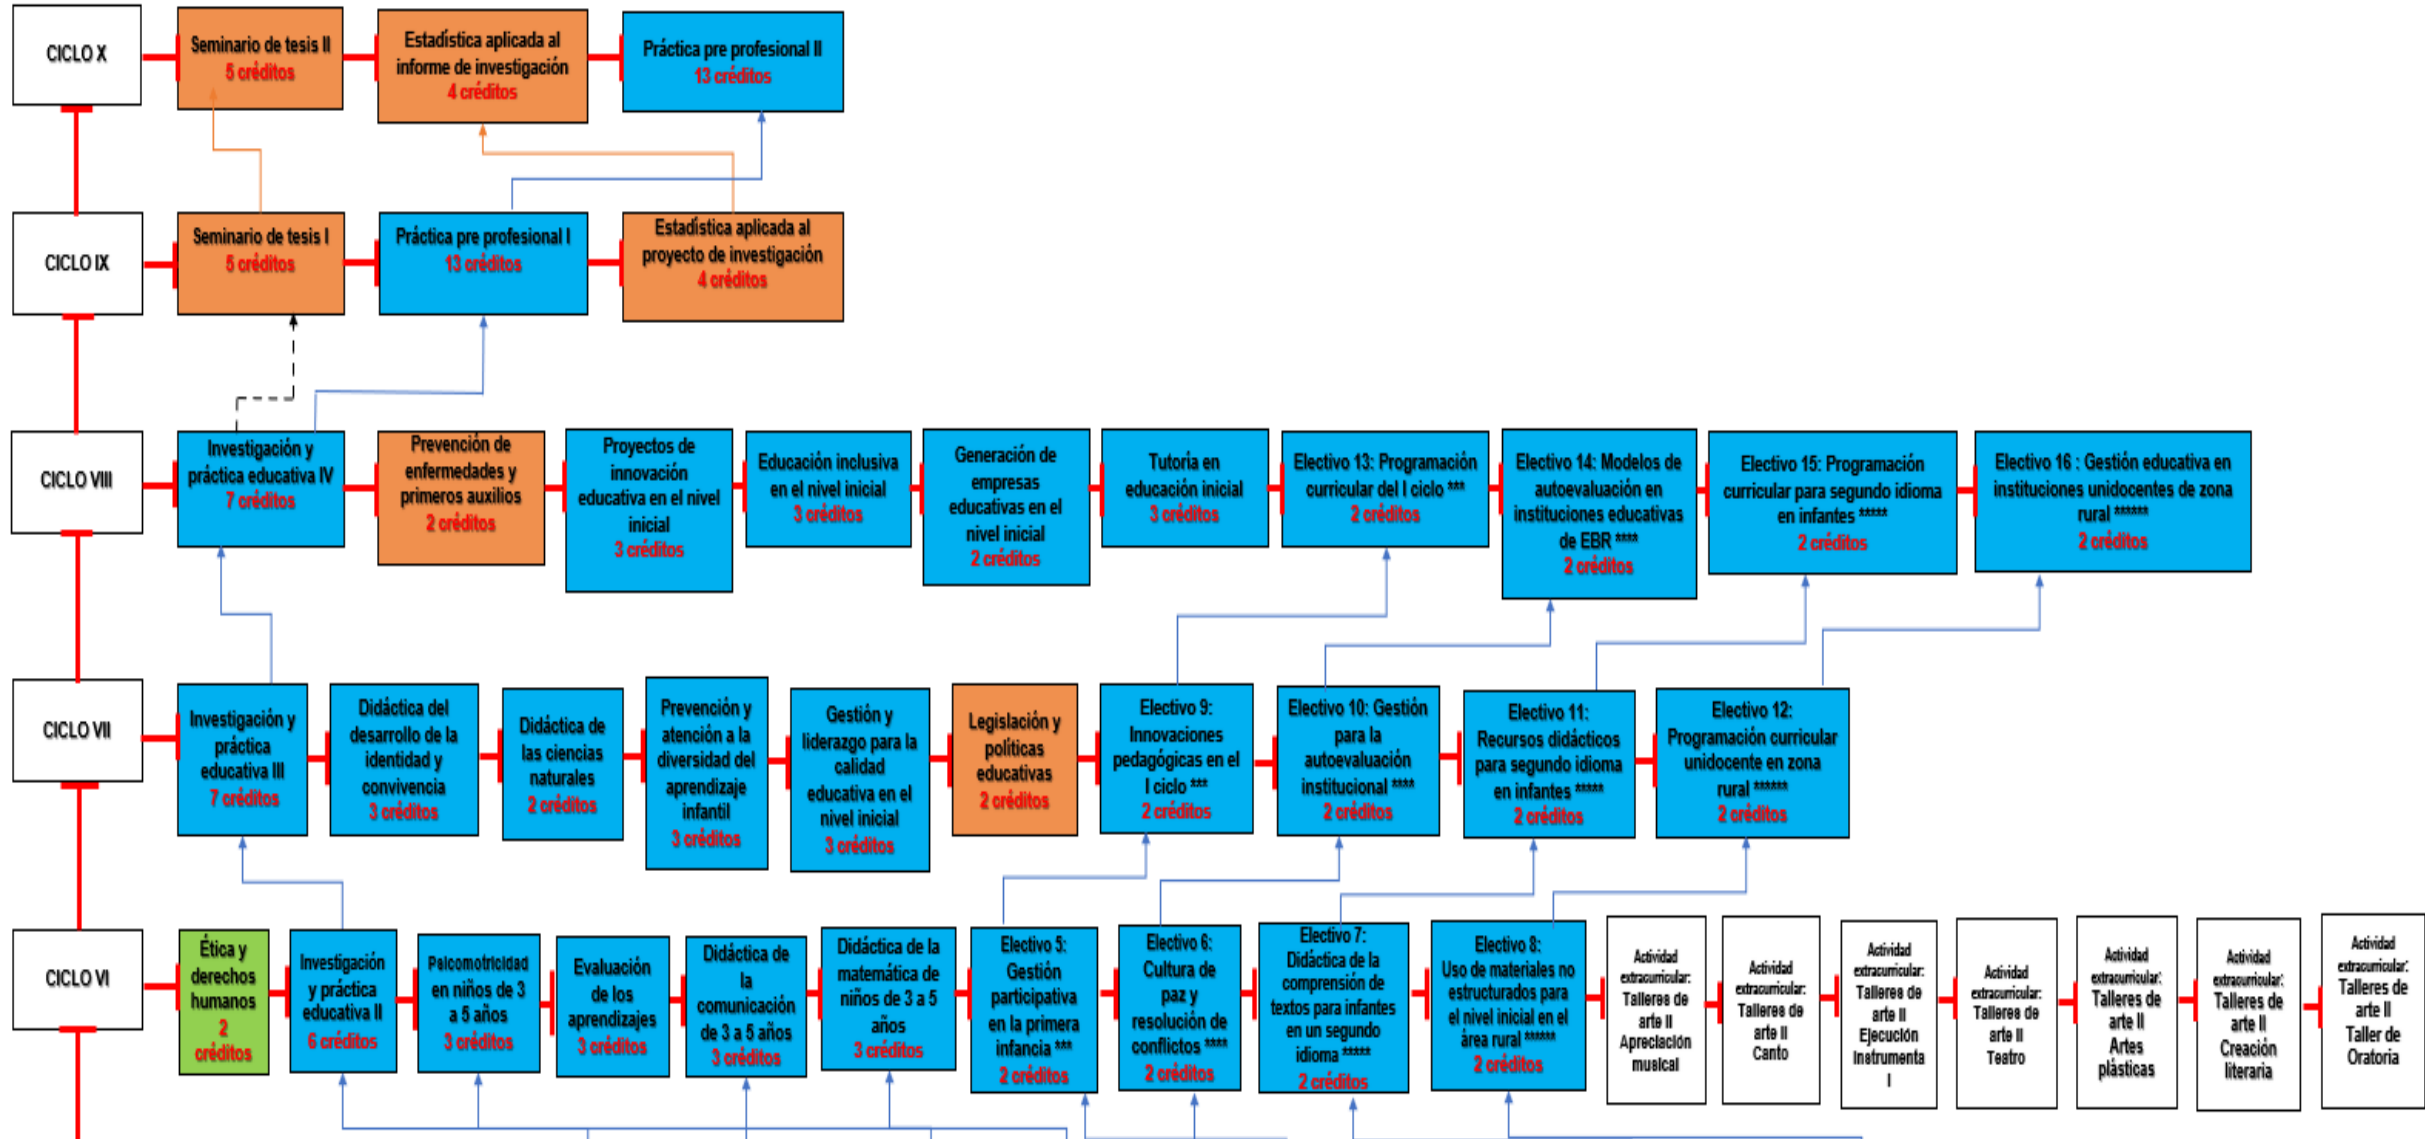 CICLO X
Seminario de tesis II
5 créditos
Estadística aplicada al
informe de investigación
4 créditos
Práctica pre profesional II
13 créditos
CICLO IX
Seminario de tesis I
5 créditos
Práctica pre profesional I
13 créditos
Estadística aplicada al
proyecto de investigación
4 créditos
CICLO VIII
Investigación y
práctica educativa IV
7 créditos
Prevención de
enfermedades y
primeros auxilios
2 créditos
Proyectos de
innovación
educativa en el nivel
inicial
3 créditos
Educación inclusiva
en el nivel inicial
3 créditos
Generación de
empresas
educativas en el
nivel inicial
2 créditos
Tutoría en
educación inicial
3 créditos
Electivo 13: Programación
curricular del I ciclo ***
2 créditos
Electivo 14: Modelos de
autoevaluación en
instituciones educativas
de EBR ****
2 créditos
Electivo 15: Programación
curricular para segundo idioma
en infantes *****
2 créditos
Electivo 16 : Gestión educativa en
instituciones unidocentes de zona
rural ******
2 créditos
CICLO VII
Investigación y
práctica
educativa III
7 créditos
Didáctica del
desarrollo de la
identidad y
convivencia
3 créditos
Didáctica de
las ciencias
naturales
2 créditos
Prevención y
atención a la
diversidad del
aprendizaje
infantil
3 créditos
Gestión y
liderazgo para la
calidad
educativa en el
nivel inicial
3 créditos
Legislación y
políticas
educativas
2 créditos
Electivo 9:
Innovaciones
pedagógicas en el
I ciclo ***
2 créditos
Electivo 10: Gestión
para la
autoevaluación
institucional ****
2 créditos
Electivo 11:
Recursos didácticos
para segundo idioma
en infantes *****
2 créditos
Electivo 12:
Programación curricular
unidocente en zona
rural ******
2 créditos
CICLO VI
Ética y
derechos
humanos
2
créditos
Investigación
y práctica
educativa II
6 créditos
Psicomotricidad
en niños de 3
a 5 años
3 créditos
Evaluación
de los
aprendizajes
3 créditos
Didáctica de
la
comunicación
de 3 a 5 años
3 créditos
Didáctica de la
matemática de
niños de 3 a 5
años
3 créditos
Electivo 5:
Gestión
participativa
en la primera
infancia ***
2 créditos
Electivo 6:
Cultura de
paz y
resolución de
conflictos ****
2 créditos
Electivo 7:
Didáctica de la
comprensión de
textos para infantes
en un segundo
idioma *****
2 créditos
Electivo 8:
Uso de materiales no
estructurados para
el nivel inicial en el
área rural ******
2 créditos
Actividad
extracurricular:
Talleres de
arte II
Apreciación
musical
Actividad
extracurricular:
Talleres de
arte II
Canto
Actividad
extracurricular:
Talleres de
arte II
Ejecución
Instrumenta
l
Actividad
extracurricular:
Talleres de
arte II
Teatro
Actividad
extracurricular:
Talleres de
arte II
Artes
plásticas
Actividad
extracurricular:
Talleres de
arte II
Creación
literaria
Actividad
extracurricular:
Talleres de
arte II
Taller de
Oratoria